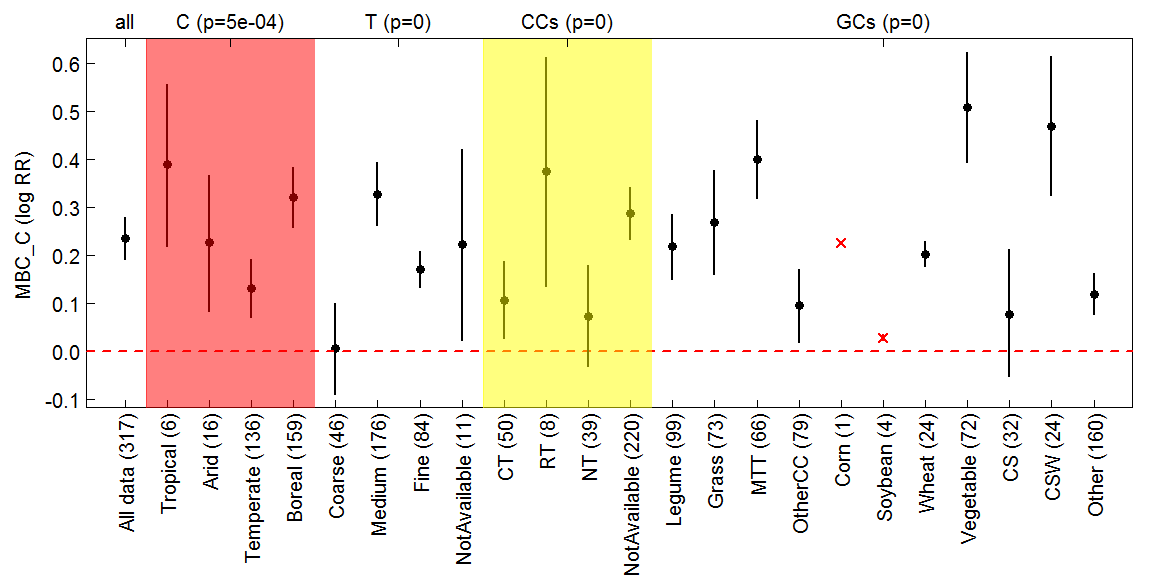 all C (p=5e-04) T (p=0) CCs (p=0) GCs (p=0)
MBC_C (log RR)
0.6
0.5
0.4
0.3
0.2
0.1
0.0
-0.1
All data (317)
Tropical (6)
Arid (16)
Temperate (136)
Boreal (159)
Coarse (46)
Medium (176)
Fine (84)
NotAvailable (11)
CT (50)
RT (8)
NT (39)
NotAvailable (220)
Legume (99)
Grass (73)
MTT (66)
OtherCC (79)
Corn (1)
Soybean (4)
Wheat (24)
Vegetable (72)
CS (32)
CSW (24)
Other (160)